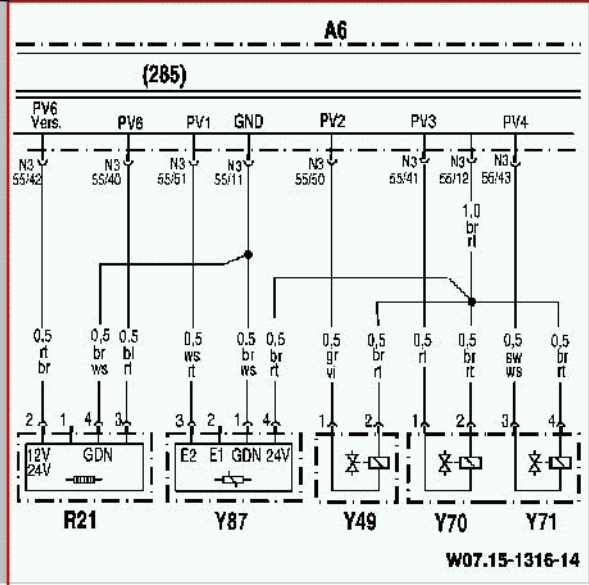 A6
(285)
PV6 Vers. PV6 PV1 GND PV2 PV3 PV4
N3 55/42 N3 55/40 N3 55/51 N3 55/11 N3 55/50 N3 55/41 N3 55/12 N3 55/43
1,0 br rt
0,5 rt br
0,5 br ws
0,5 bl rt
0,5 ws rt
0,5 br ws
0,5 br rt
0,5 gr vi
0,5 br rt
0,5 rt
0,5 br rt
0,5 sw ws
0,5 br rt
2 1 4 3 3 2 1 4 1 2 1 2 3 4
12V 24V GDN E2 E1 GDN 24V
R21 Y87 Y49 Y70 Y71
W07.15-1316-14